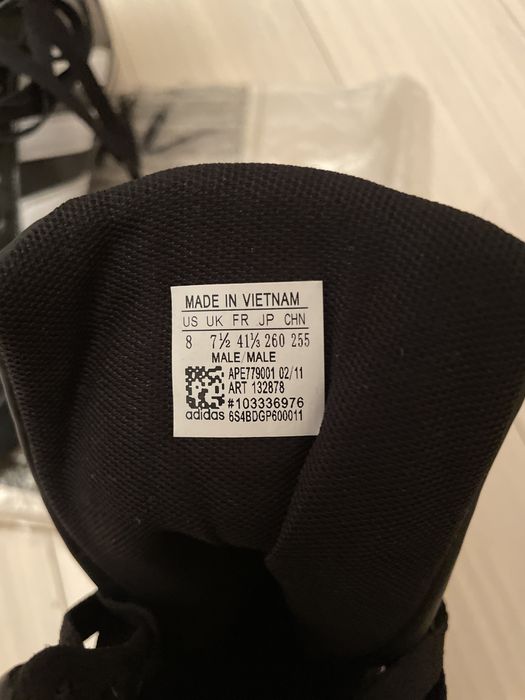 MADE IN VIETNAM
US UK FR JP CHN
8 7½ 41⅓ 260 255
MALE/MALE
APE779001 02/11
ART 132878
#103336976
adidas 6S4BDGP600011